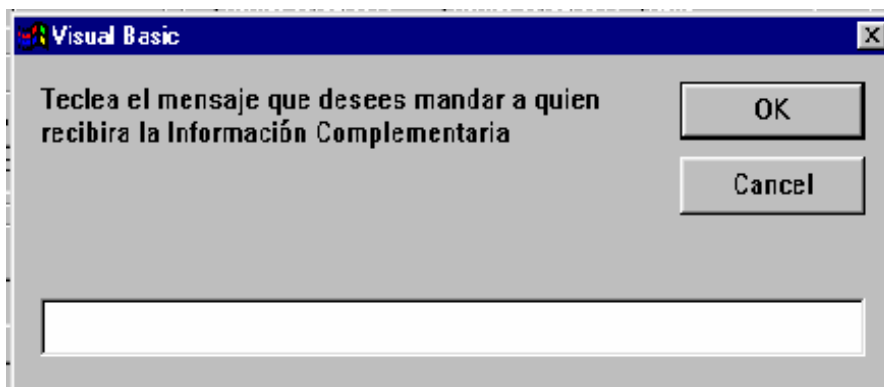 Visual Basic
Teclea el mensaje que desees mandar a quien
recibira la Información Complementaria
OK
Cancel